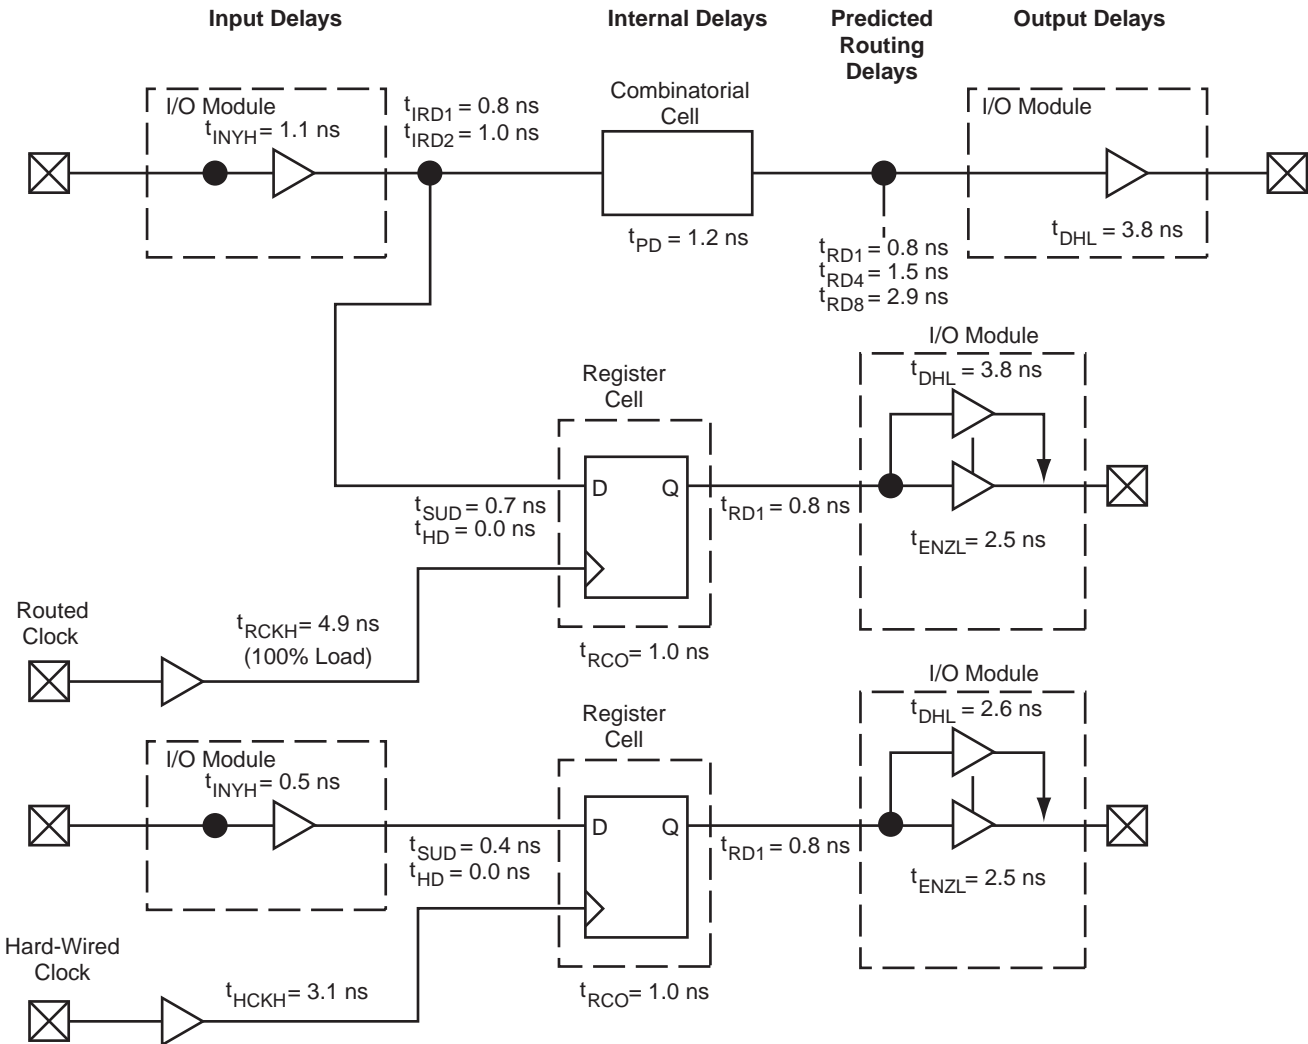 Input Delays
Internal Delays
Predicted
Routing
Delays
Output Delays
I/O Module
tINYH = 1.1 ns
tIRD1 = 0.8 ns
tIRD2 = 1.0 ns
Combinatorial
Cell
tPD = 1.2 ns
tRD1 = 0.8 ns
tRD4 = 1.5 ns
tRD8 = 2.9 ns
I/O Module
tDHL = 3.8 ns
Register
Cell
D Q
tSUD = 0.7 ns
tHD = 0.0 ns
tRCO = 1.0 ns
tRD1 = 0.8 ns
I/O Module
tDHL = 3.8 ns
tENZL = 2.5 ns
Routed
Clock
tRCKH = 4.9 ns
(100% Load)
I/O Module
tINYH = 0.5 ns
Register
Cell
D Q
tSUD = 0.4 ns
tHD = 0.0 ns
tRCO = 1.0 ns
tRD1 = 0.8 ns
I/O Module
tDHL = 2.6 ns
tENZL = 2.5 ns
Hard-Wired
Clock
tHCKH = 3.1 ns